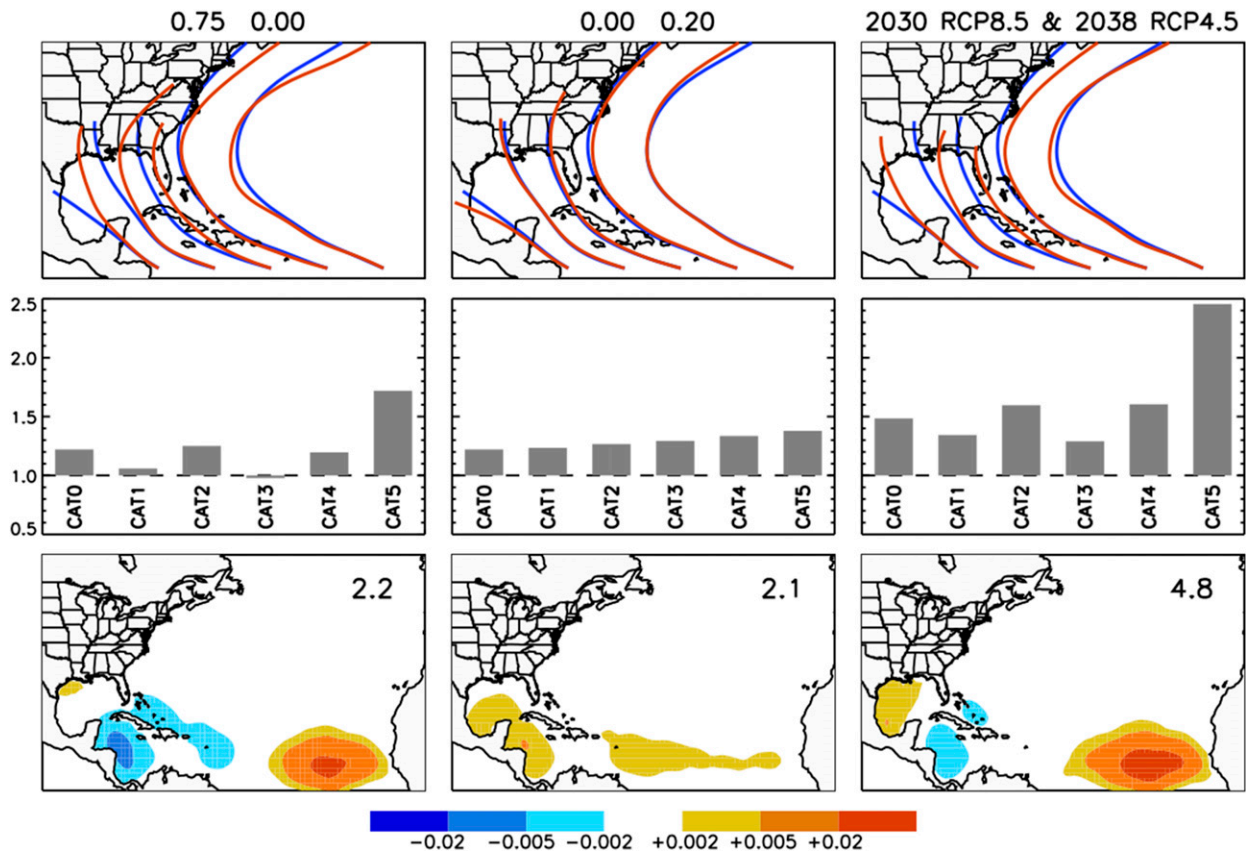 0.75 0.00
0.00 0.20
2030 RCP8.5 & 2038 RCP4.5
2.5
2.0
1.5
1.0
0.5
CAT0
CAT1
CAT2
CAT3
CAT4
CAT5
CAT0
CAT1
CAT2
CAT3
CAT4
CAT5
CAT0
CAT1
CAT2
CAT3
CAT4
CAT5
2.2
2.1
4.8
−0.02 −0.005 −0.002 +0.002 +0.005 +0.02